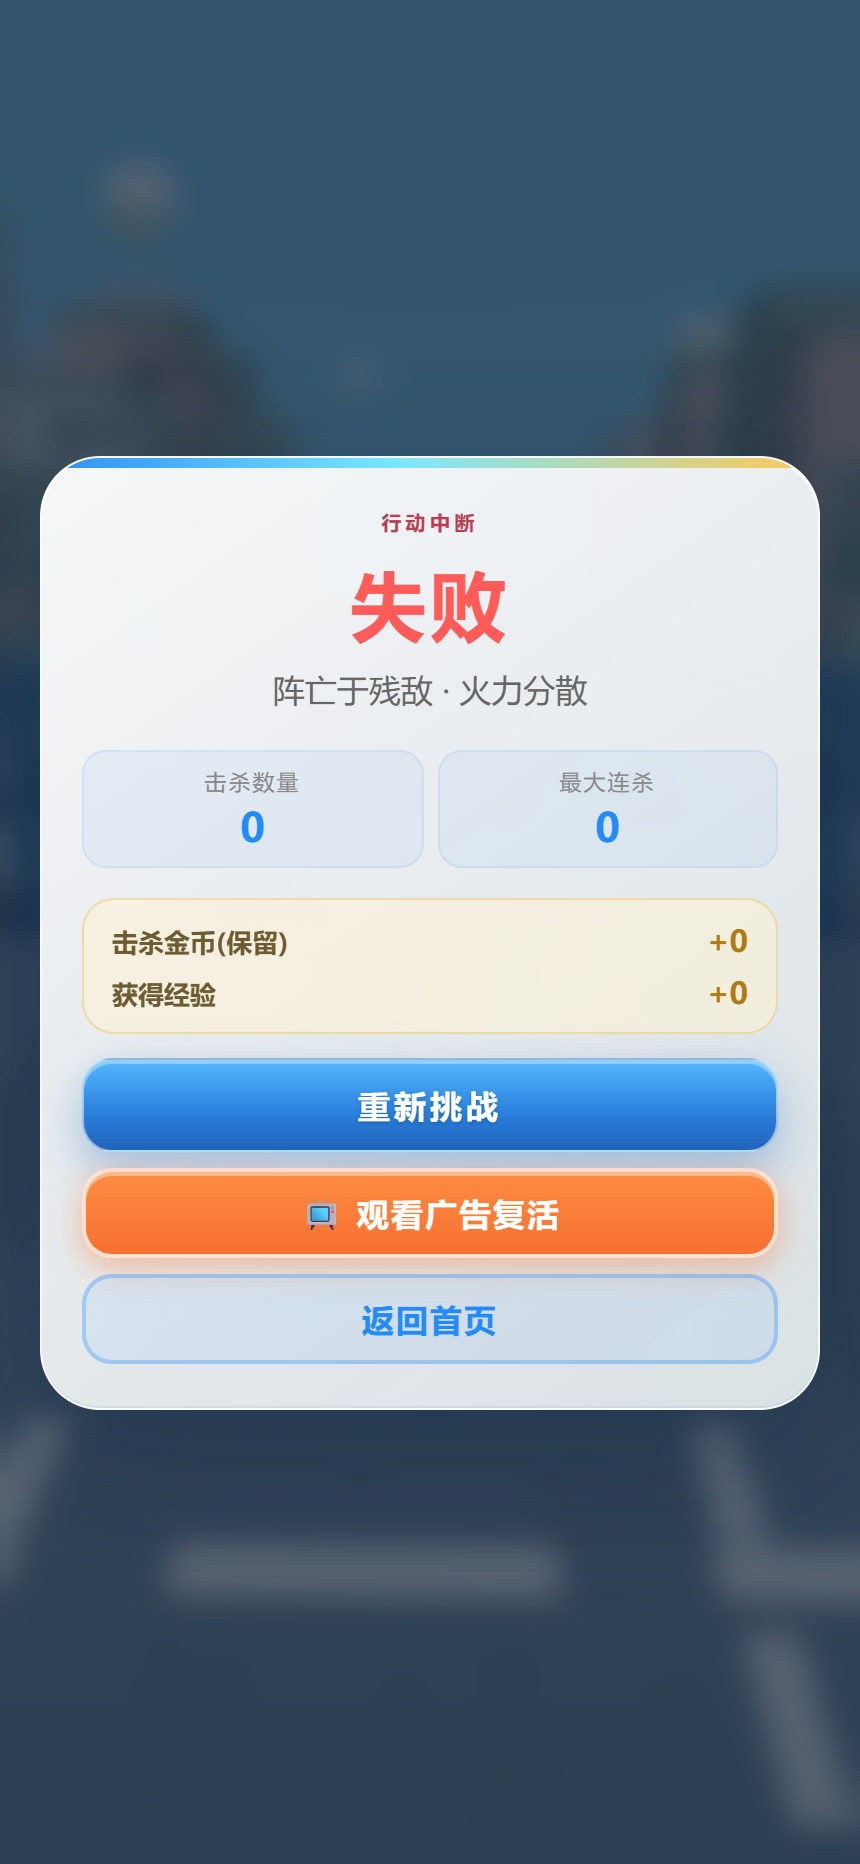 行动中断
失败
阵亡于残敌 · 火力分散
击杀数量
0
最大连杀
0
击杀金币(保留) +0
获得经验 +0
重新挑战
观看广告复活
返回首页